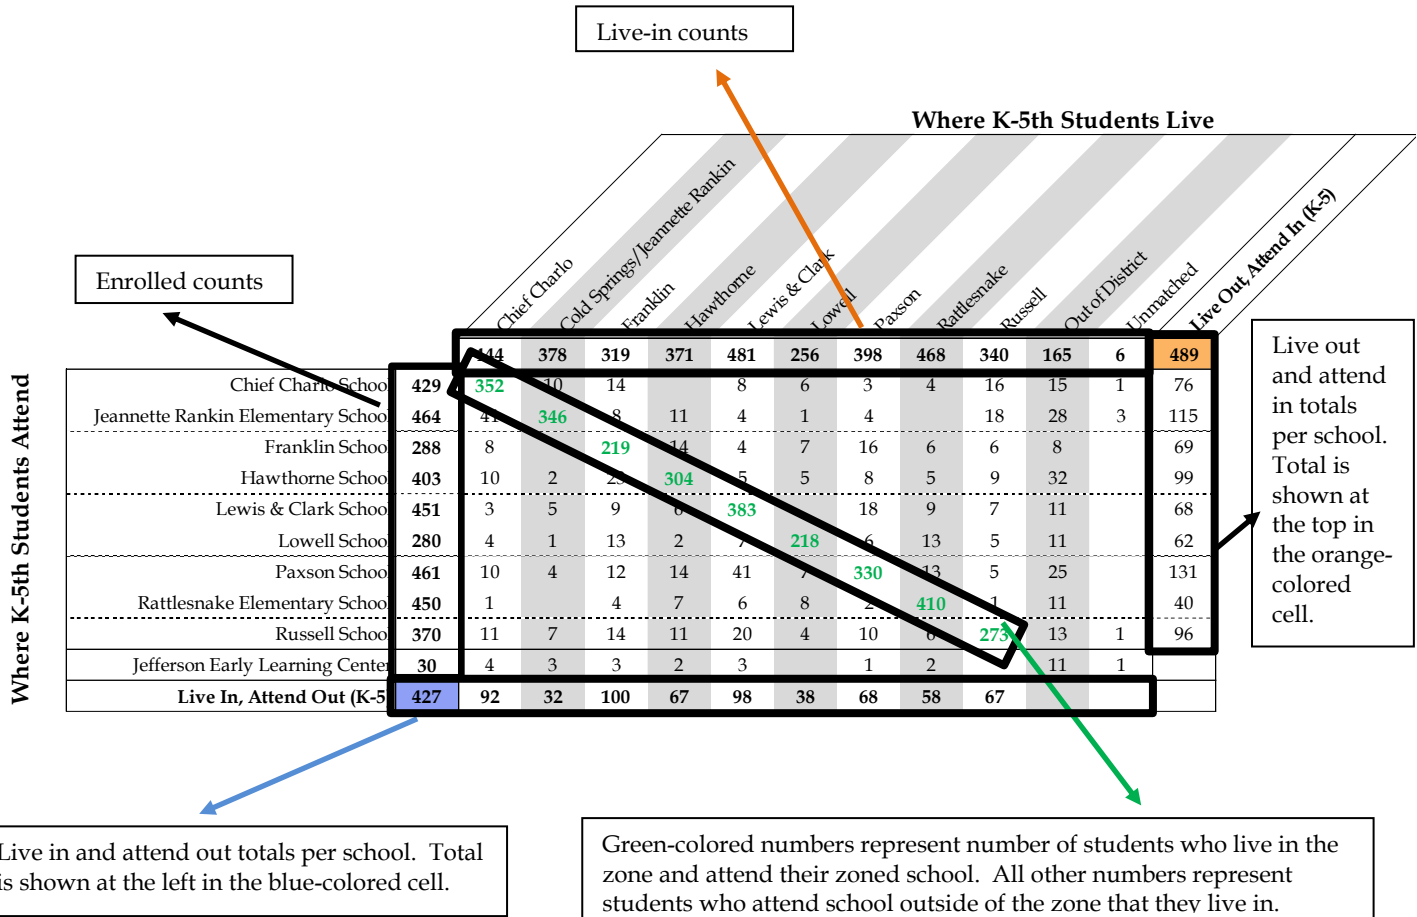 Live-in counts
Where K-5th Students Live
Enrolled counts
Chief Charlo
Cold Springs/Jeannette Rankin
Franklin
Hawthorne
Lewis & Clark
Lowell
Paxson
Rattlesnake
Russell
Out of District
Unmatched
Live Out, Attend In (K-5)
444 378 319 371 481 256 398 468 340 165 6 489
Where K-5th Students Attend
Chief Charlo School 429 352 10 14 8 6 3 4 16 15 1 76
Jeannette Rankin Elementary School 464 41 346 8 11 4 1 4 18 28 3 115
Franklin School 288 8 219 14 4 7 16 6 6 8 69
Hawthorne School 403 10 2 23 304 5 5 8 5 9 32 99
Lewis & Clark School 451 3 5 9 6 383 18 9 7 11 68
Lowell School 280 4 1 13 2 7 218 6 13 5 11 62
Paxson School 461 10 4 12 14 41 7 330 13 5 25 131
Rattlesnake Elementary School 450 1 4 7 6 8 2 410 1 11 40
Russell School 370 11 7 14 11 20 4 10 6 273 13 1 96
Jefferson Early Learning Center 30 4 3 3 2 3 1 2 11 1
Live In, Attend Out (K-5 427 92 32 100 67 98 38 68 58 67
Live out
and attend
in totals
per school.
Total is
shown at
the top in
the orange-
colored
cell.
Live in and attend out totals per school. Total
is shown at the left in the blue-colored cell.
Green-colored numbers represent number of students who live in the
zone and attend their zoned school. All other numbers represent
students who attend school outside of the zone that they live in.